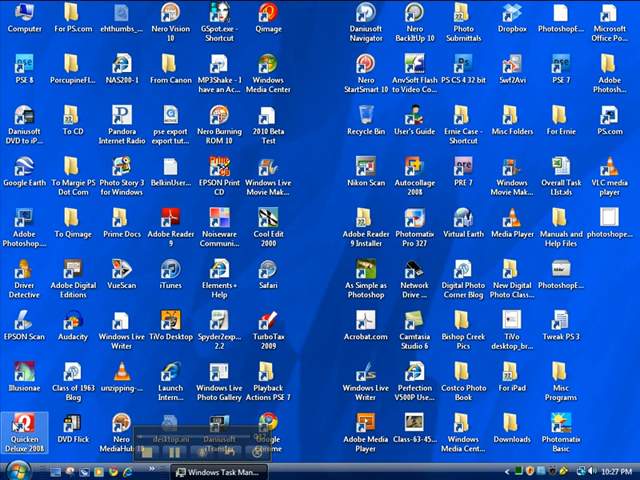 Computer
For PS.com
ehthumbs_...
Nero Vision
10
GSpot.exe -
Shortcut
Qimage
Daniusoft
Navigator
Nero
BackItUp 10
Photo
Submittals
Dropbox
PhotoshopE...
Microsoft
Office Po...
PSE 8
PorcupineFl...
NAS200-1
From Canon
MP3Shake - I
have an Ac...
Windows
Media Center
Nero
StartSmart 10
AnvSoft Flash
to Video Co...
PS CS 4 32 bit
Swf2Avi
PSE 7
Adobe
Photosh...
Daniusoft
DVD to iP...
To CD
Pandora
Internet Radio
pse export
export tut...
Nero Burning
ROM 10
2010 Beta
Test
Recycle Bin
User's Guide
Ernie Case -
Shortcut
Misc Folders
For Ernie
PS.com
Google Earth
To Margie PS
Dot Com
Photo Story 3
for Windows
BelkinUser...
EPSON Print
CD
Windows Live
Movie Mak...
Nikon Scan
Autocollage
2008
PRE 7
Windows
Movie Mak...
Overall Task
LIst.xls
VLC media
player
Adobe
Photoshop....
To Qimage
Prime Docs
Adobe Reader
9
Noiseware
Communi...
Cool Edit
2000
Adobe Reader
9 Installer
Photomatix
Pro 327
Virtual Earth
Media Player
Manuals and
Help Files
photoshope...
Driver
Detective
Adobe Digital
Editions
VueScan
iTunes
Elements+
Help
Safari
As Simple as
Photoshop
Network
Drive ...
Digital Photo
Corner Blog
New Digital
Photo Class...
PhotoshopE...
EPSON Scan
Audacity
Windows Live
Writer
TiVo Desktop
Spyder2exp...
2.2
TurboTax
2009
Acrobat.com
Camtasia
Studio 6
Bishop Creek
Pics
TiVo
desktop_br...
Tweak PS 3
Illusionae
Class of 1963
Blog
unzipping-...
Launch
Intern...
Windows Live
Photo Gallery
Playback
Actions PSE 7
Windows Live
Writer
Perfection
V500P Use...
Costco Photo
Book
For iPad
Misc
Programs
Quicken
Deluxe 2008
DVD Flick
Nero
MediaHub 10
desktop.ini
Daniusoft
Google
Chrome
Adobe Media
Player
Class-63-45...
Windows
Media Cent...
Downloads
Photomatix
Basic
Windows Task Man...
10:27 PM